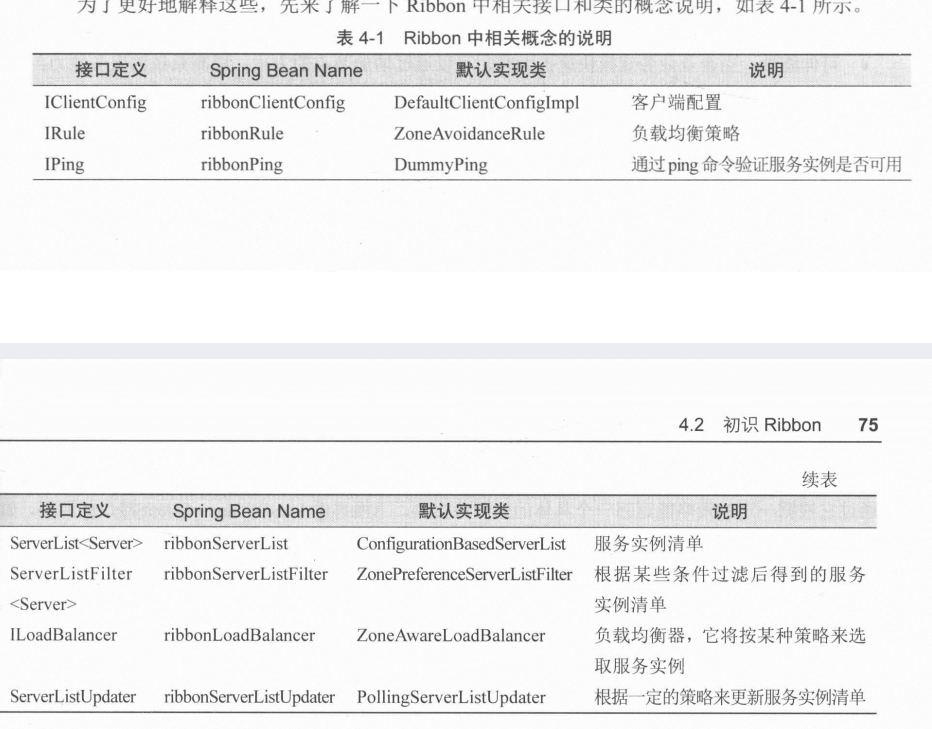 为了更好地解释这些，先来了解一下 Ribbon 中相关接口和类的概念说明，如表 4-1 所示。
表 4-1 Ribbon 中相关概念的说明
接口定义 Spring Bean Name 默认实现类 说明
IClientConfig ribbonClientConfig DefaultClientConfigImpl 客户端配置
IRule ribbonRule ZoneAvoidanceRule 负载均衡策略
IPing ribbonPing DummyPing 通过 ping 命令验证服务实例是否可用
4.2 初识 Ribbon 75
续表
接口定义 Spring Bean Name 默认实现类 说明
ServerList<Server> ribbonServerList ConfigurationBasedServerList 服务实例清单
ServerListFilter ribbonServerListFilter ZonePreferenceServerListFilter 根据某些条件过滤后得到的服务
<Server> 实例清单
ILoadBalancer ribbonLoadBalancer ZoneAwareLoadBalancer 负载均衡器，它将按某种策略来选
取服务实例
ServerListUpdater ribbonServerListUpdater PollingServerListUpdater 根据一定的策略来更新服务实例清单